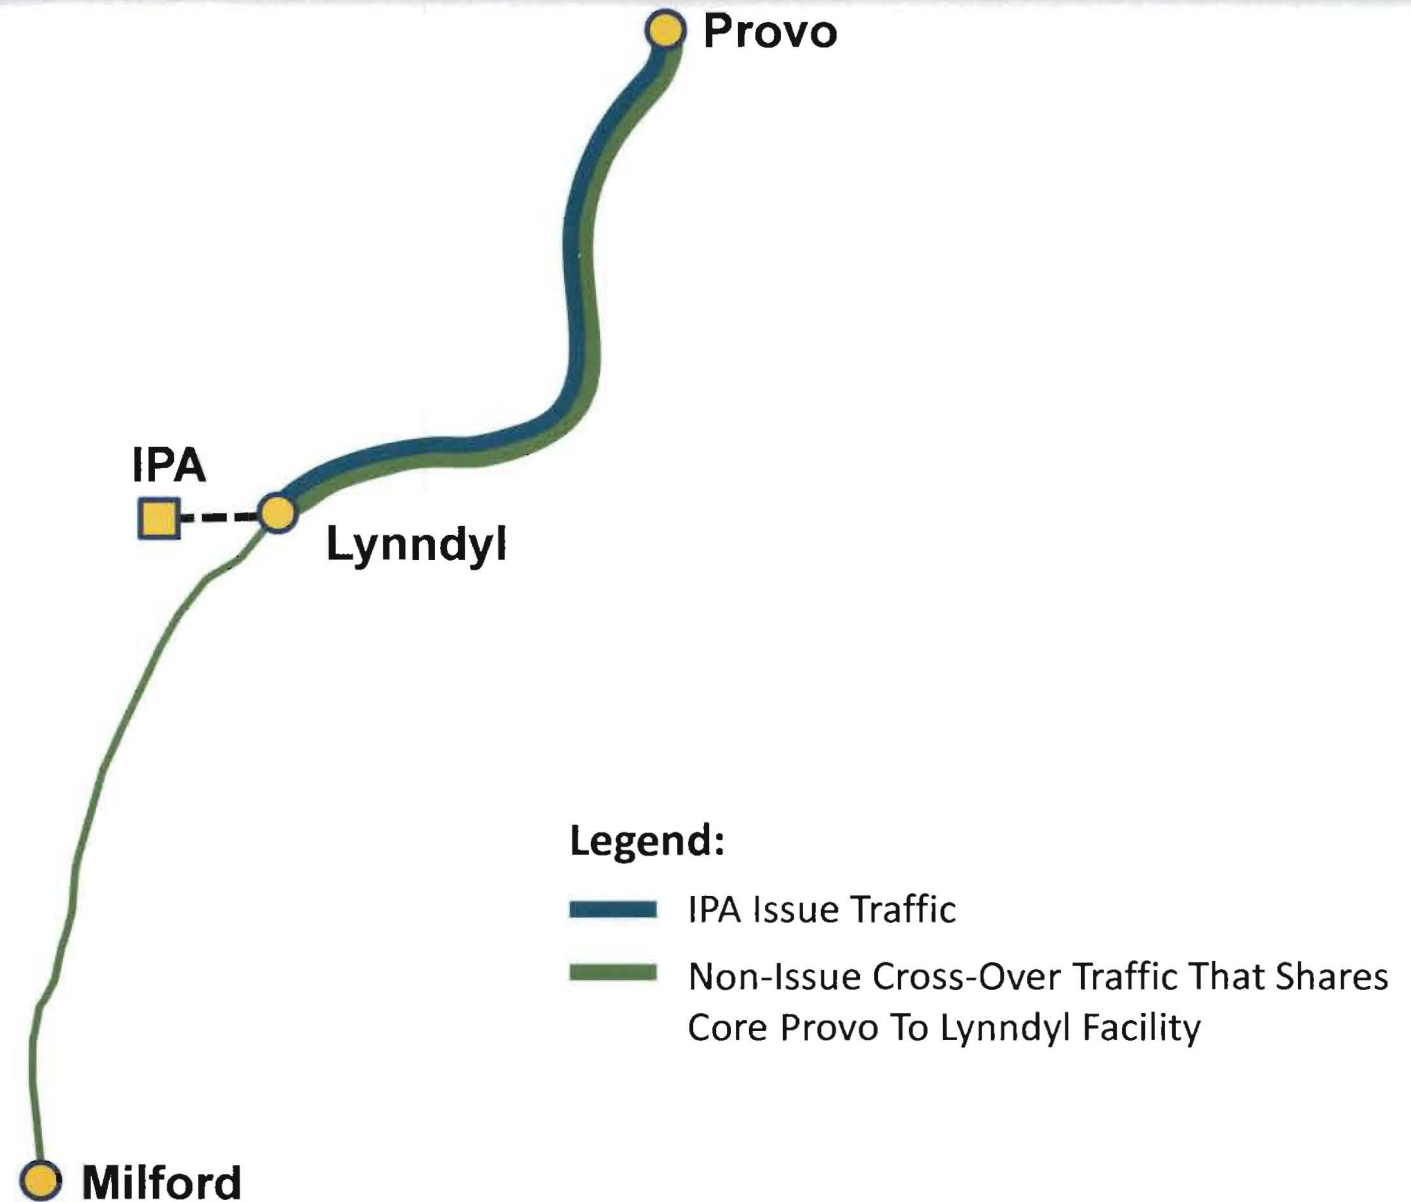 Provo
IPA
Lynndyl
Legend:
IPA Issue Traffic
Non-Issue Cross-Over Traffic That Shares
Core Provo To Lynndyl Facility
Milford